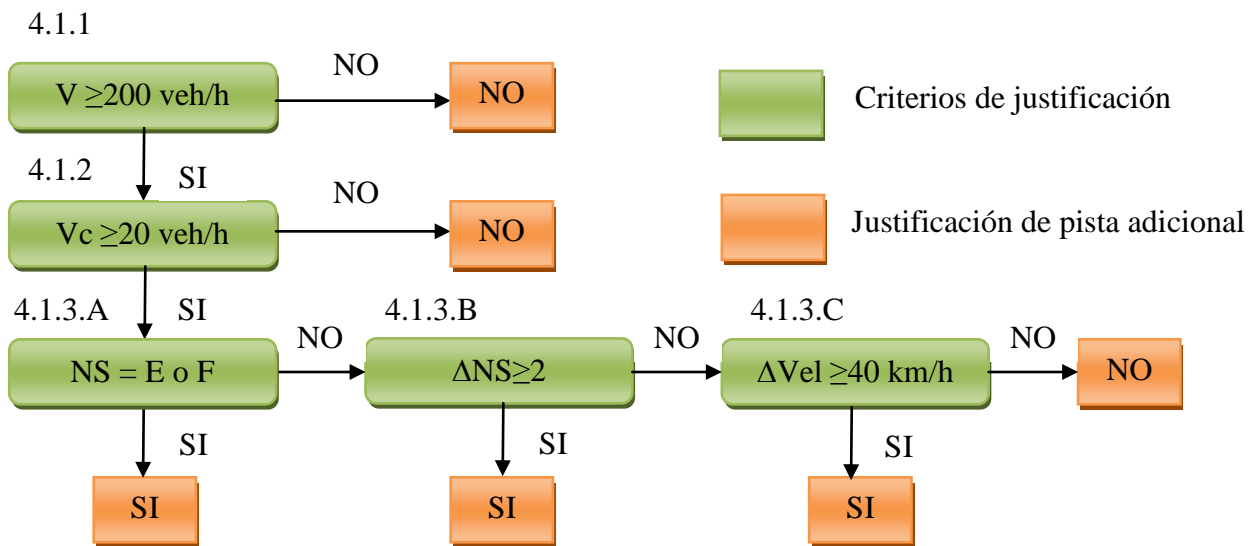 4.1.1
NO
V ≥200 veh/h
NO
Criterios de justificación
4.1.2
SI
NO
Vc ≥20 veh/h
NO
Justificación de pista adicional
4.1.3.A
SI
4.1.3.B
4.1.3.C
NO
NO
NO
NS = E o F
ΔNS≥2
ΔVel ≥40 km/h
NO
SI
SI
SI
SI
SI
SI